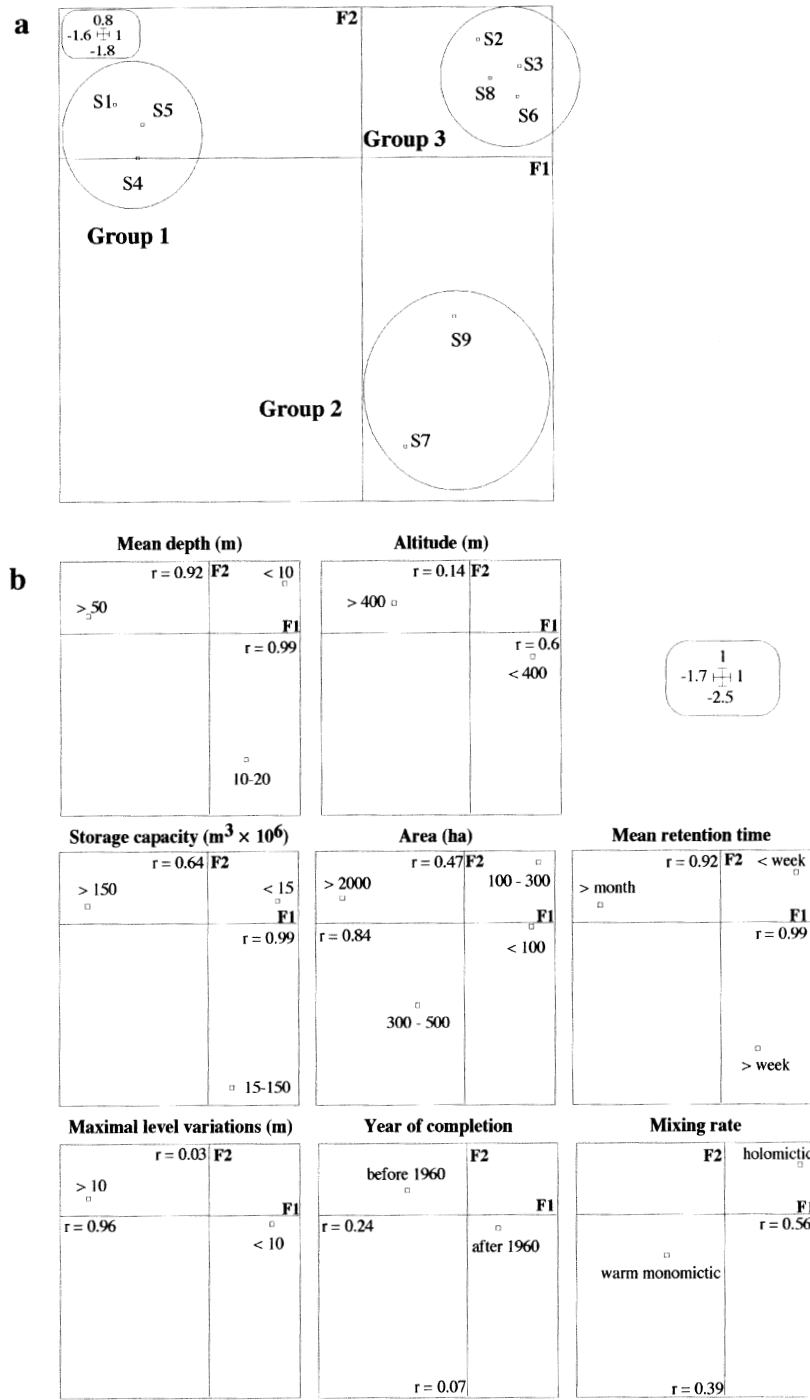 a
F2
0.8
-1.6 1
-1.8
S2
S3
S8
S6
S1
S5
S4
Group 3
F1
Group 1
S9
Group 2
S7
b
Mean depth (m)
r = 0.92 F2 < 10
> 50
F1
r = 0.99
10-20
Altitude (m)
r = 0.14 F2
> 400
F1
r = 0.6
< 400
1
-1.7 1
-2.5
Storage capacity (m³ × 10⁶)
r = 0.64 F2
> 150 < 15
F1
r = 0.99
15-150
Area (ha)
r = 0.47 F2
> 2000 100 - 300
F1
r = 0.84
< 100
300 - 500
Mean retention time
r = 0.92 F2 < week
> month
F1
r = 0.99
> week
Maximal level variations (m)
r = 0.03 F2
> 10
F1
r = 0.96
< 10
Year of completion
F2
before 1960
F1
r = 0.24
after 1960
r = 0.07
Mixing rate
F2 holomictic
F1
r = 0.56
warm monomictic
r = 0.39